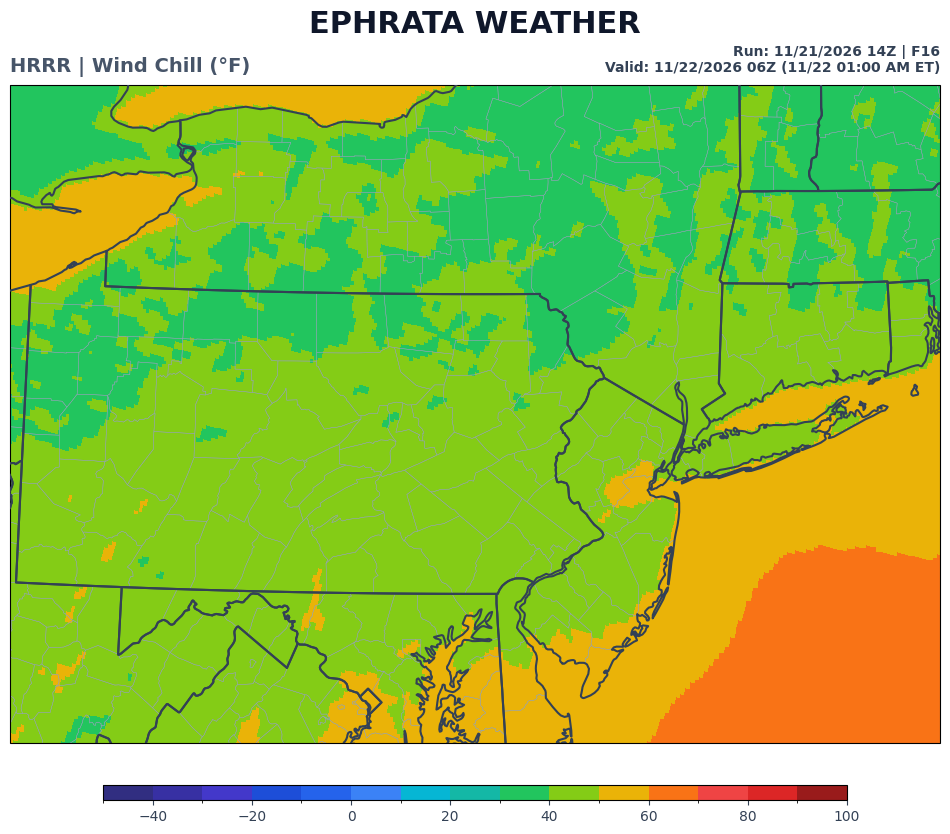 EPHRATA WEATHER
HRRR | Wind Chill (°F)
Run: 11/21/2026 14Z | F16
Valid: 11/22/2026 06Z (11/22 01:00 AM ET)
−40 −20 0 20 40 60 80 100